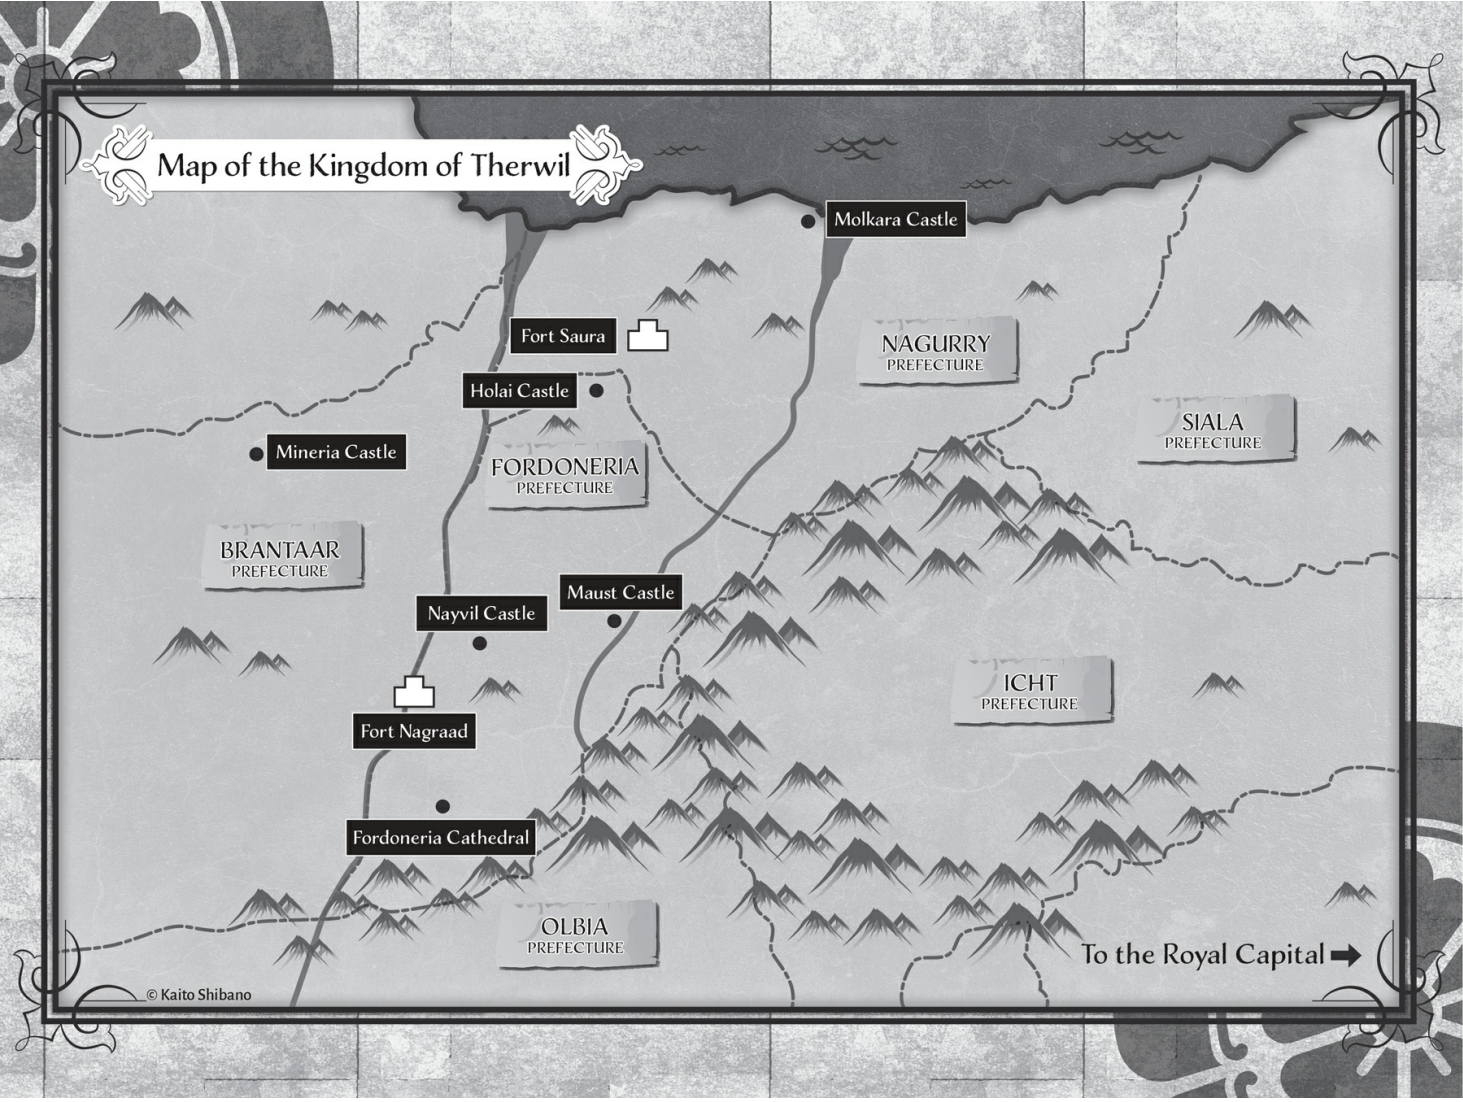 Map of the Kingdom of Therwil
Molkara Castle
Fort Saura
NAGURRY
PREFECTURE
Holai Castle
SIALA
PREFECTURE
Mineria Castle
FORDONERIA
PREFECTURE
BRANTAAR
PREFECTURE
Maust Castle
Nayvil Castle
ICHT
PREFECTURE
Fort Nagraad
Fordoneria Cathedral
OLBIA
PREFECTURE
To the Royal Capital
© Kaito Shibano